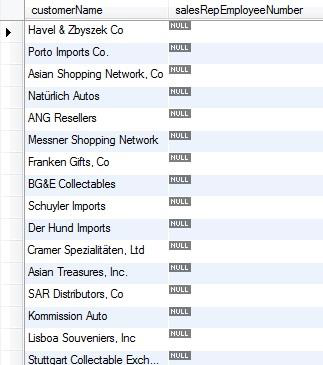 customerName salesRepEmployeeNumber
Havel & Zbyszek Co NULL
Porto Imports Co. NULL
Asian Shopping Network, Co NULL
Natürlich Autos NULL
ANG Resellers NULL
Messner Shopping Network NULL
Franken Gifts, Co NULL
BG&E Collectables NULL
Schuyler Imports NULL
Der Hund Imports NULL
Cramer Spezialitäten, Ltd NULL
Asian Treasures, Inc. NULL
SAR Distributors, Co NULL
Kommission Auto NULL
Lisboa Souveniers, Inc NULL
Stuttgart Collectable Exch... NULL